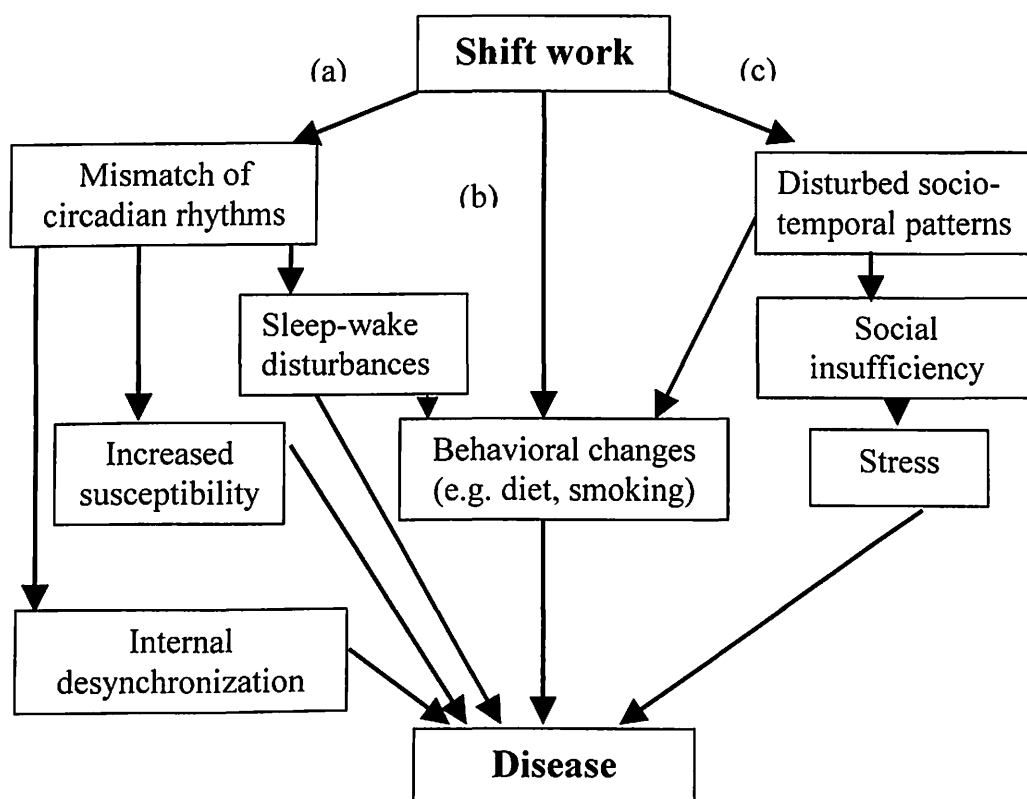 Shift work
(a)
(c)
Mismatch of
circadian rhythms
(b)
Disturbed socio-
temporal patterns
Sleep-wake
disturbances
Social
insufficiency
Increased
susceptibility
Behavioral changes
(e.g. diet, smoking)
Stress
Internal
desynchronization
Disease